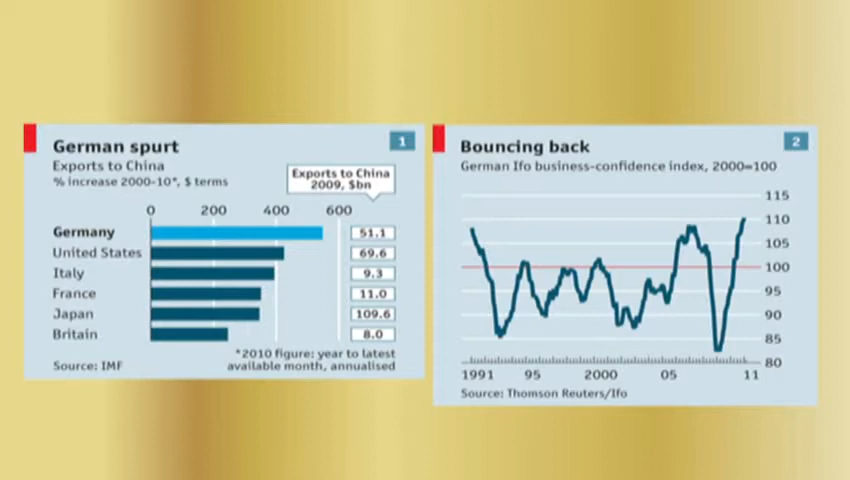 German spurt
1
Exports to China
% increase 2000-10*, $ terms
Exports to China
2009, $bn
0 200 400 600
Germany 51.1
United States 69.6
Italy 9.3
France 11.0
Japan 109.6
Britain 8.0
*2010 figure: year to latest
available month, annualised
Source: IMF
Bouncing back
2
German Ifo business-confidence index, 2000=100
115
110
105
100
95
90
85
80
1991 95 2000 05 11
Source: Thomson Reuters/Ifo